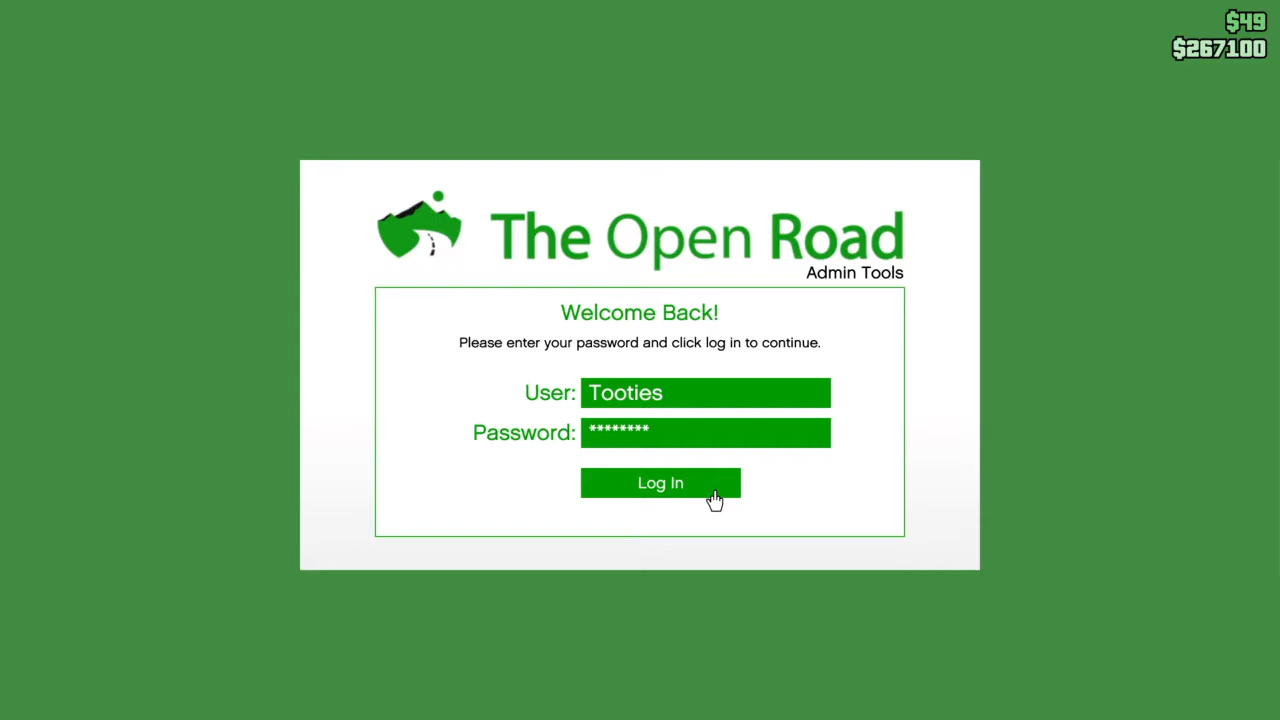 $49
$267100
The Open Road
Admin Tools
Welcome Back!
Please enter your password and click log in to continue.
User: Tooties
Password: ********
Log In